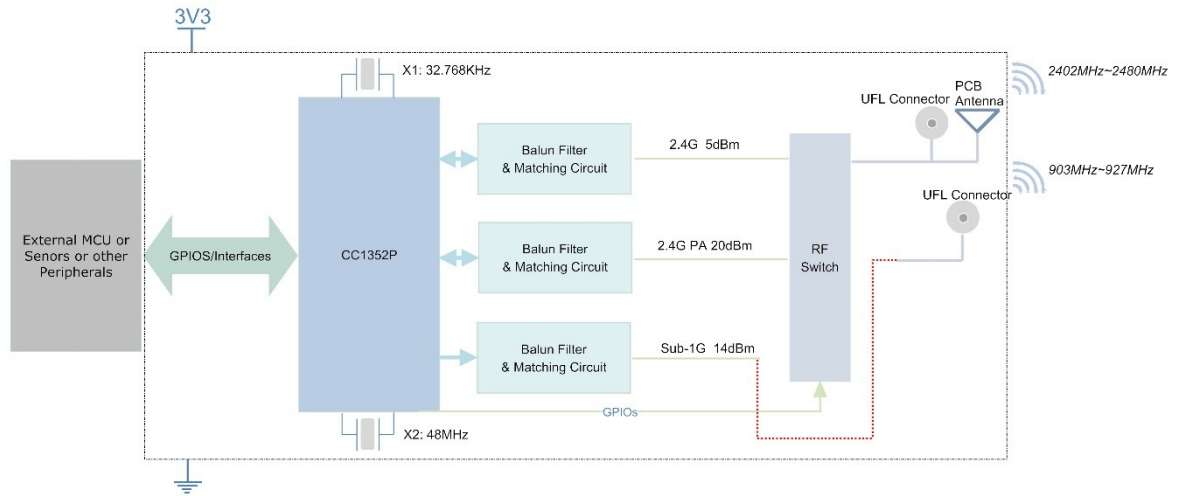 3V3
X1: 32.768KHz
2402MHz~2480MHz
UFL Connector
PCB
Antenna
Balun Filter
& Matching Circuit
2.4G 5dBm
903MHz~927MHz
UFL Connector
External MCU or
Senors or other
Peripherals
GPIOS/Interfaces
CC1352P
Balun Filter
& Matching Circuit
2.4G PA 20dBm
RF
Switch
Balun Filter
& Matching Circuit
Sub-1G 14dBm
GPIOs
X2: 48MHz